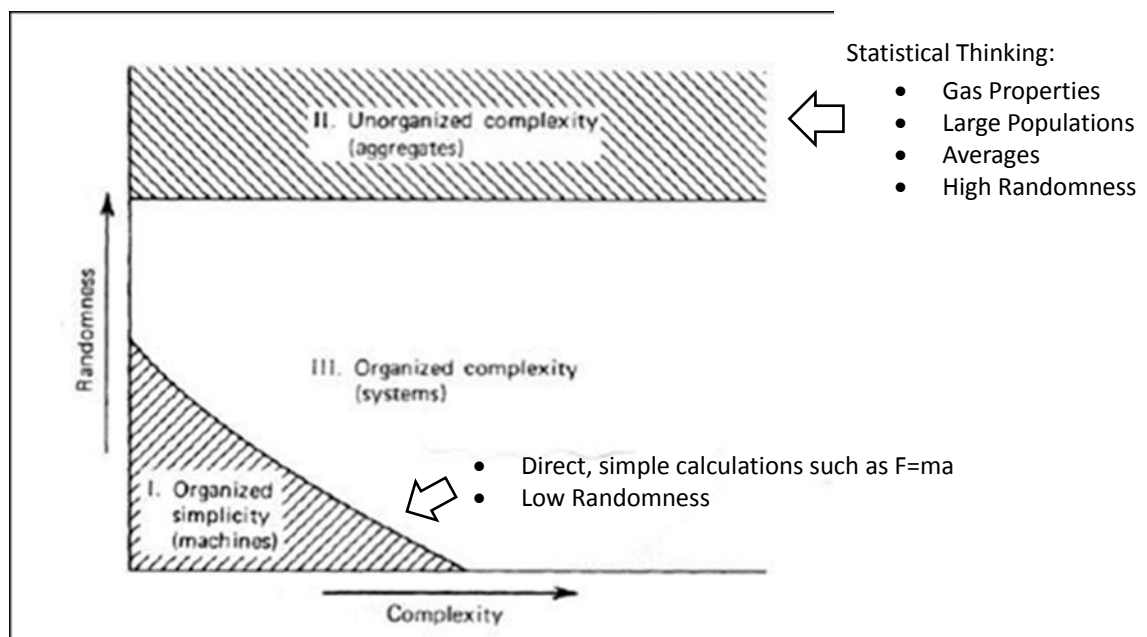 Statistical Thinking:
• Gas Properties
• Large Populations
• Averages
• High Randomness
II. Unorganized complexity
(aggregates)
Randomness
III. Organized complexity
(systems)
• Direct, simple calculations such as F=ma
• Low Randomness
I. Organized
simplicity
(machines)
Complexity